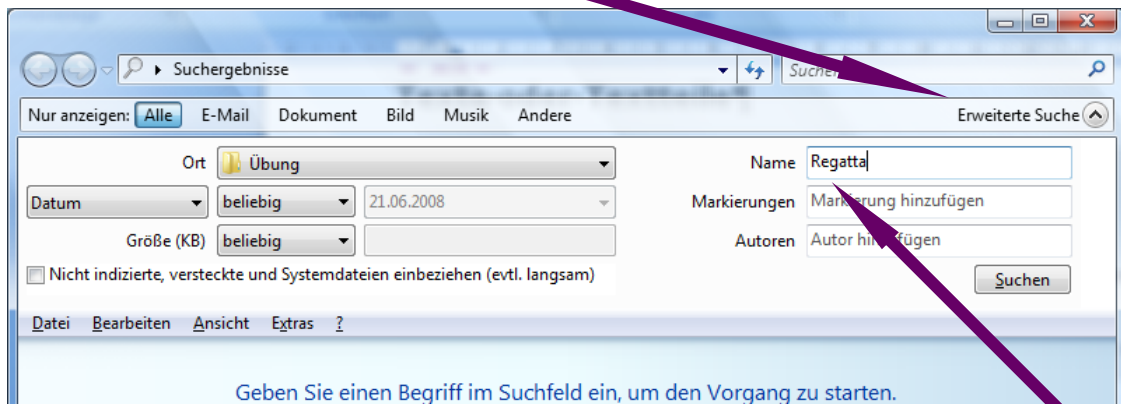 Suchergebnisse
Nur anzeigen: Alle E-Mail Dokument Bild Musik Andere Erweiterte Suche
Ort Übung Name Regatta
Datum beliebig 21.06.2008 Markierungen Markierung hinzufügen
Größe (KB) beliebig Autoren Autor hinzufügen
Nicht indizierte, versteckte und Systemdateien einbeziehen (evtl. langsam) Suchen
Datei Bearbeiten Ansicht Extras ?
Geben Sie einen Begriff im Suchfeld ein, um den Vorgang zu starten.